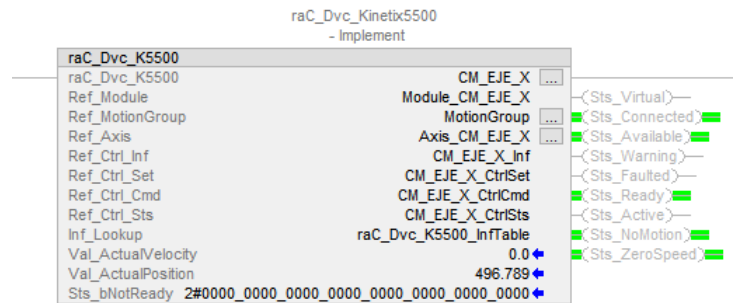 raC_Dvc_Kinetix5500
- Implement
raC_Dvc_K5500
raC_Dvc_K5500 CM_EJE_X ...
Ref_Module Module_CM_EJE_X (Sts_Virtual)
Ref_MotionGroup MotionGroup ... (Sts_Connected)
Ref_Axis Axis_CM_EJE_X ... (Sts_Available)
Ref_Ctrl_Inf CM_EJE_X_Inf (Sts_Warning)
Ref_Ctrl_Set CM_EJE_X_CtrlSet (Sts_Faulted)
Ref_Ctrl_Cmd CM_EJE_X_CtrlCmd (Sts_Ready)
Ref_Ctrl_Sts CM_EJE_X_CtrlSts (Sts_Active)
Inf_Lookup raC_Dvc_K5500_InfTable (Sts_NoMotion)
Val_ActualVelocity 0.0 (Sts_ZeroSpeed)
Val_ActualPosition 496.789
Sts_bNotReady 2#0000_0000_0000_0000_0000_0000_0000_0000